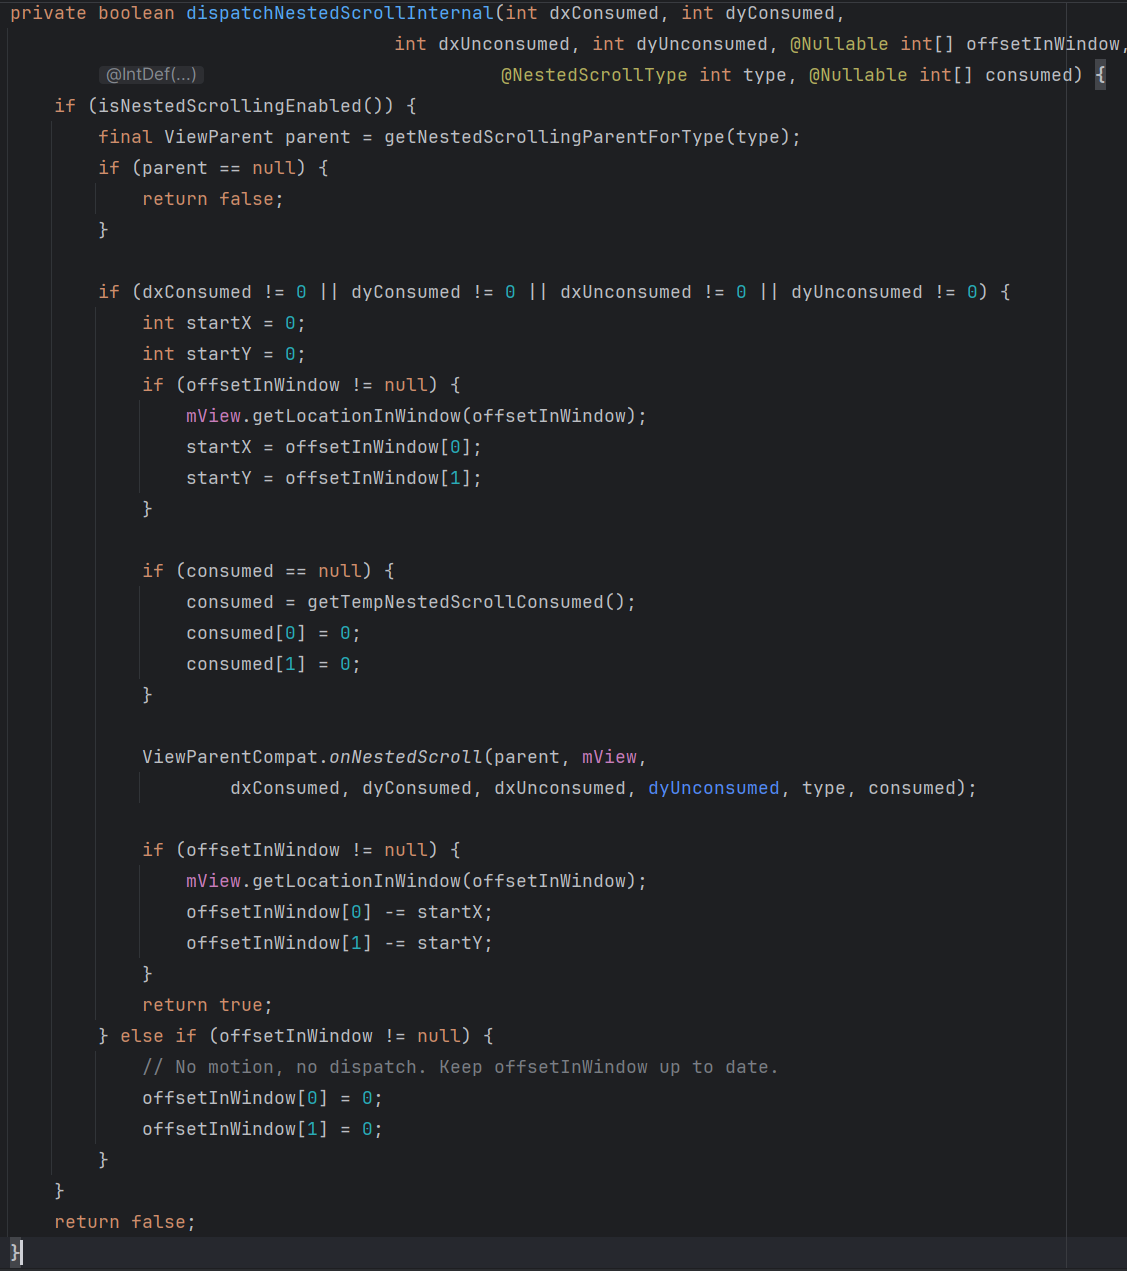 private boolean dispatchNestedScrollInternal(int dxConsumed, int dyConsumed,
int dxUnconsumed, int dyUnconsumed, @Nullable int[] offsetInWindow,
@IntDef(...) @NestedScrollType int type, @Nullable int[] consumed) {
if (isNestedScrollingEnabled()) {
final ViewParent parent = getNestedScrollingParentForType(type);
if (parent == null) {
return false;
}
if (dxConsumed != 0 || dyConsumed != 0 || dxUnconsumed != 0 || dyUnconsumed != 0) {
int startX = 0;
int startY = 0;
if (offsetInWindow != null) {
mView.getLocationInWindow(offsetInWindow);
startX = offsetInWindow[0];
startY = offsetInWindow[1];
}
if (consumed == null) {
consumed = getTempNestedScrollConsumed();
consumed[0] = 0;
consumed[1] = 0;
}
ViewParentCompat.onNestedScroll(parent, mView,
dxConsumed, dyConsumed, dxUnconsumed, dyUnconsumed, type, consumed);
if (offsetInWindow != null) {
mView.getLocationInWindow(offsetInWindow);
offsetInWindow[0] -= startX;
offsetInWindow[1] -= startY;
}
return true;
} else if (offsetInWindow != null) {
// No motion, no dispatch. Keep offsetInWindow up to date.
offsetInWindow[0] = 0;
offsetInWindow[1] = 0;
}
}
return false;
}